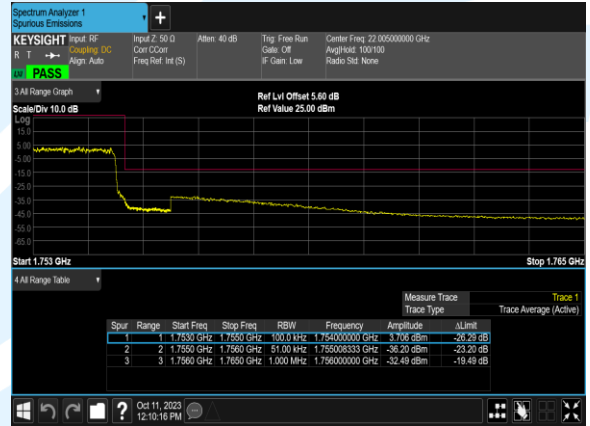 Spectrum Analyzer 1
Spurious Emissions
KEYSIGHT Input: RF Input Z: 50 Ω Atten: 40 dB Trig: Free Run Center Freq: 22.005000000 GHz
R T Coupling: DC Corr CCorr Gate: Off Avg|Hold: 100/100
Align: Auto Freq Ref: Int (S) IF Gain: Low Radio Std: None
PASS
3 All Range Graph
Ref Lvl Offset 5.60 dB
Scale/Div 10.0 dB Ref Value 25.00 dBm
Log
15.0
5.00
-5.00
-15.0
-25.0
-35.0
-45.0
-55.0
-65.0
Start 1.753 GHz Stop 1.765 GHz
4 All Range Table
Measure Trace Trace 1
Trace Type Trace Average (Active)
Spur Range Start Freq Stop Freq RBW Frequency Amplitude ΔLimit
1 1 1.7530 GHz 1.7550 GHz 100.0 kHz 1.754000000 GHz 3.706 dBm -26.29 dB
2 2 1.7550 GHz 1.7560 GHz 51.00 kHz 1.755008333 GHz -36.20 dBm -23.20 dB
3 3 1.7560 GHz 1.7650 GHz 1.000 MHz 1.756000000 GHz -32.49 dBm -19.49 dB
Oct 11, 2023
12:10:16 PM